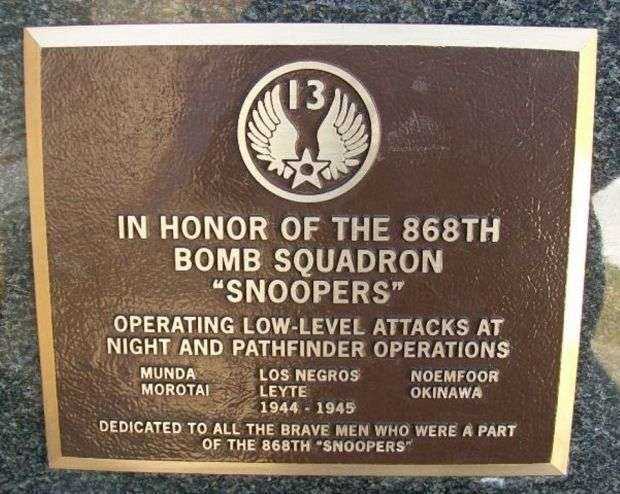 13
IN HONOR OF THE 868TH
BOMB SQUADRON
“SNOOPERS”
OPERATING LOW-LEVEL ATTACKS AT
NIGHT AND PATHFINDER OPERATIONS
MUNDA LOS NEGROS NOEMFOOR
MOROTAI LEYTE OKINAWA
1944 - 1945
DEDICATED TO ALL THE BRAVE MEN WHO WERE A PART
OF THE 868TH “SNOOPERS”